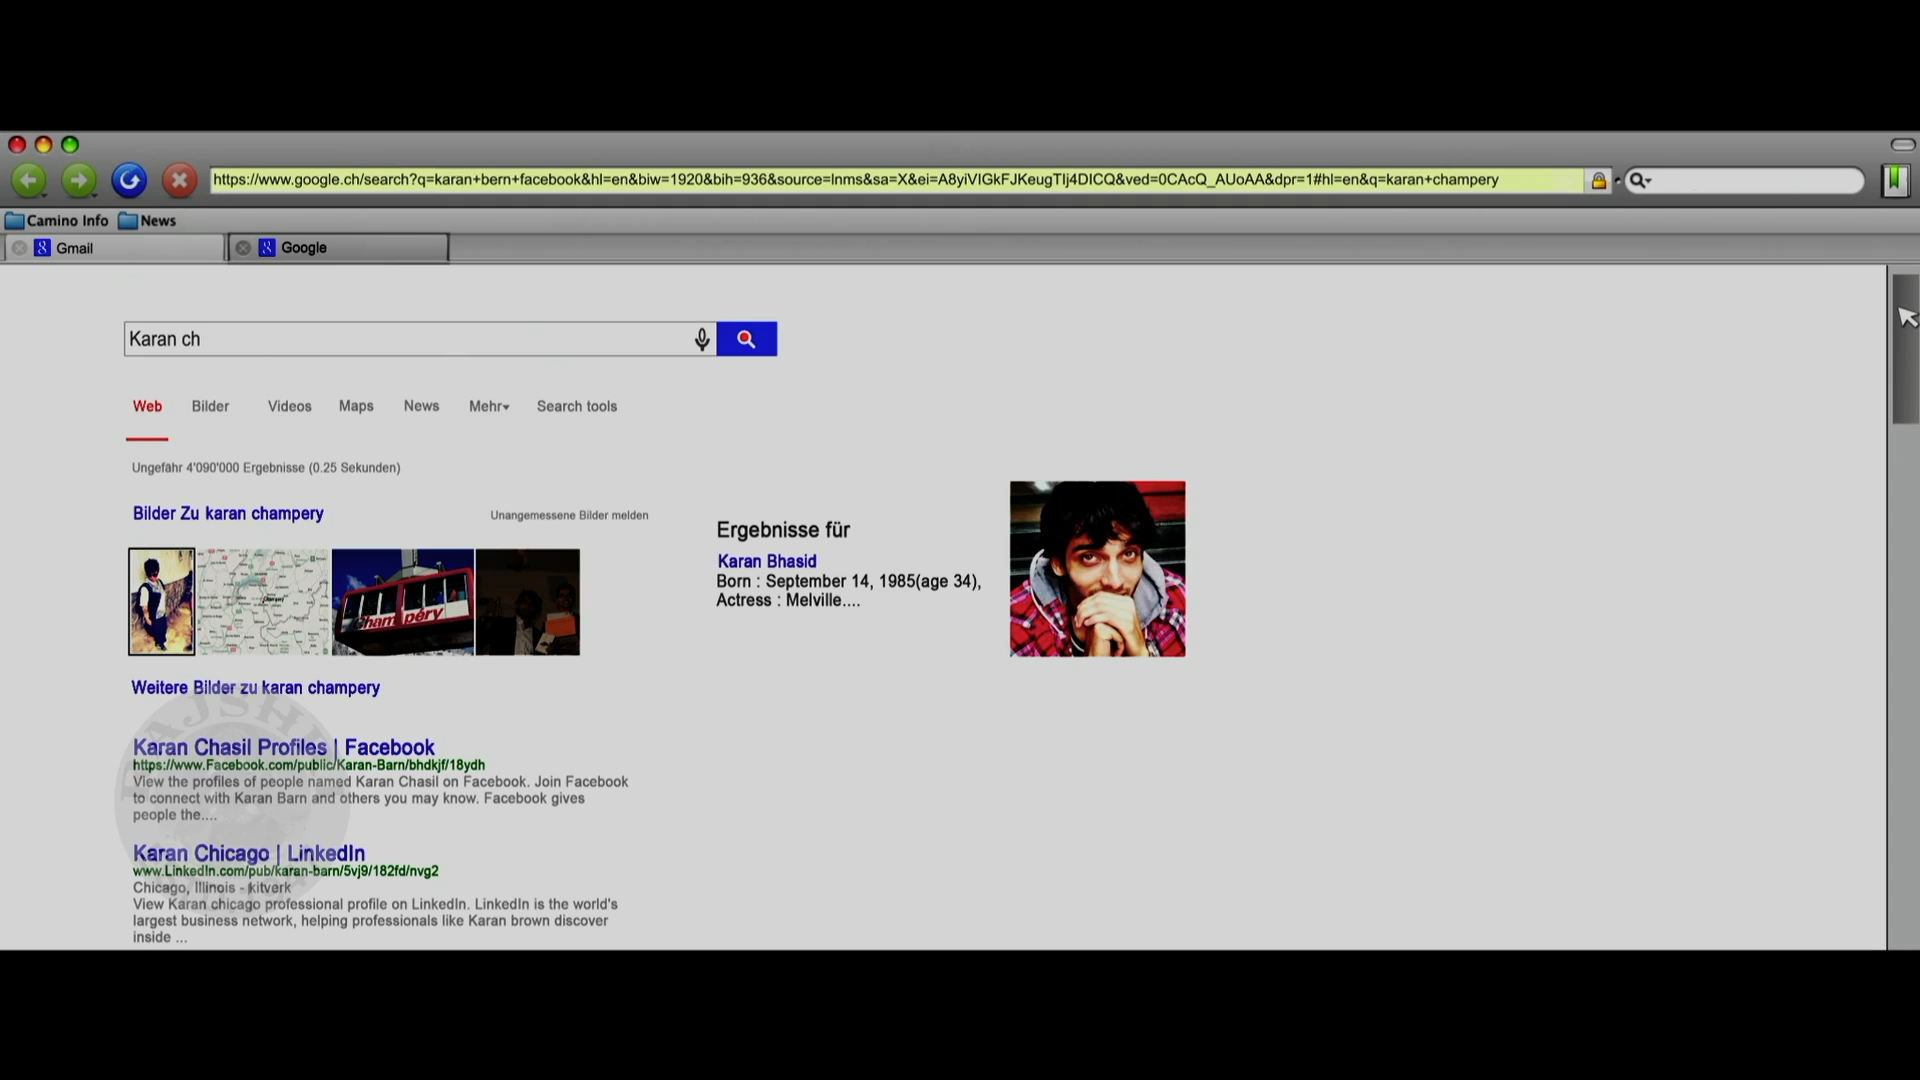 https://www.google.ch/search?q=karan+bern+facebook&hl=en&biw=1920&bih=936&source=lnms&sa=X&ei=A8yiVIGkFJKeugTIj4DICQ&ved=0CAcQ_AUoAA&dpr=1#hl=en&q=karan+champery
Camino Info News
Gmail Google
Karan ch
Web Bilder Videos Maps News Mehr Search tools
Ungefähr 4'090'000 Ergebnisse (0.25 Sekunden)
Bilder Zu karan champery Unangemessene Bilder melden
Champéry
Weitere Bilder zu karan champery
Ergebnisse für
Karan Bhasid
Born : September 14, 1985(age 34),
Actress : Melville....
Karan Chasil Profiles | Facebook
https://www.Facebook.com/public/Karan-Barn/bhdkjf/18ydh
View the profiles of people named Karan Chasil on Facebook. Join Facebook
to connect with Karan Barn and others you may know. Facebook gives
people the....
Karan Chicago | LinkedIn
www.LinkedIn.com/pub/karan-barn/5vj9/182fd/nvg2
Chicago, Illinois - kitverk
View Karan chicago professional profile on LinkedIn. LinkedIn is the world's
largest business network, helping professionals like Karan brown discover
inside ...